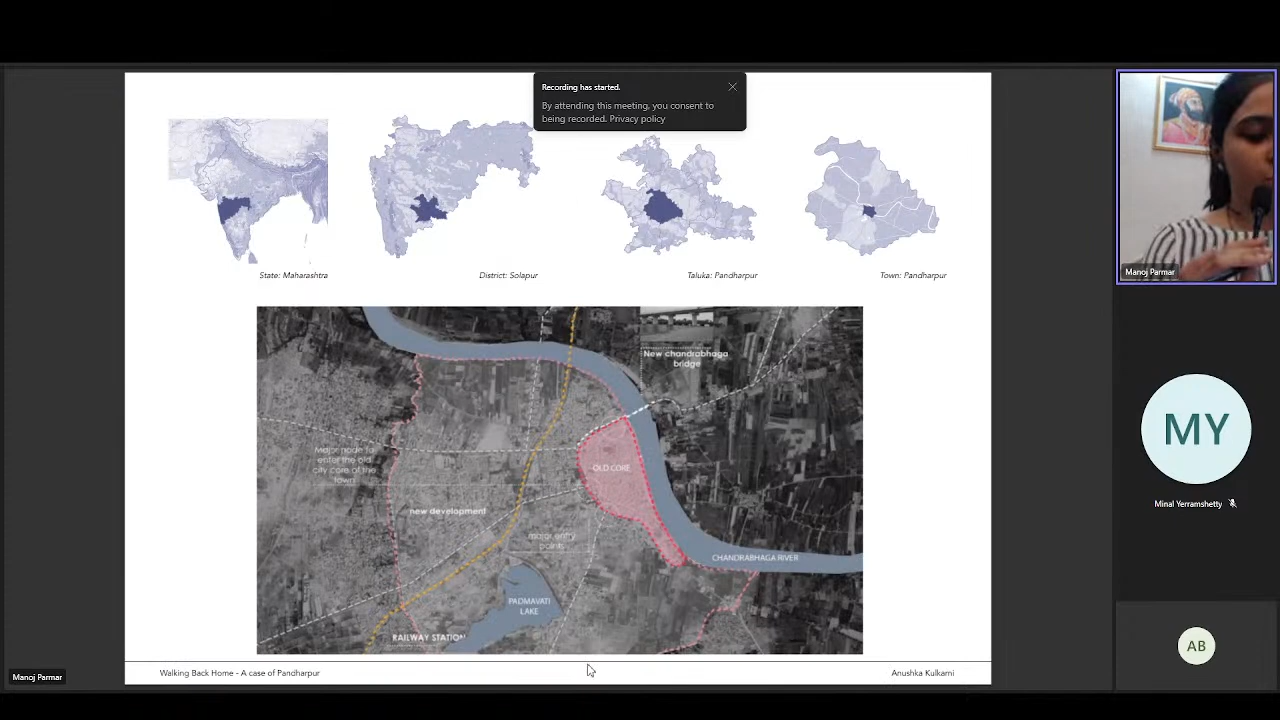 Recording has started.
By attending this meeting, you consent to
being recorded. Privacy policy
State: Maharashtra
District: Solapur
Taluka: Pandharpur
Town: Pandharpur
New chandrabhaga
bridge
Major node to
enter the old
city core of the
town
OLD CORE
new development
major entry
points
CHANDRABHAGA RIVER
PADMAVATI
LAKE
RAILWAY STATION
Walking Back Home - A case of Pandharpur
Anushka Kulkarni
Manoj Parmar
Manoj Parmar
MY
Minal Yerramshetty
AB